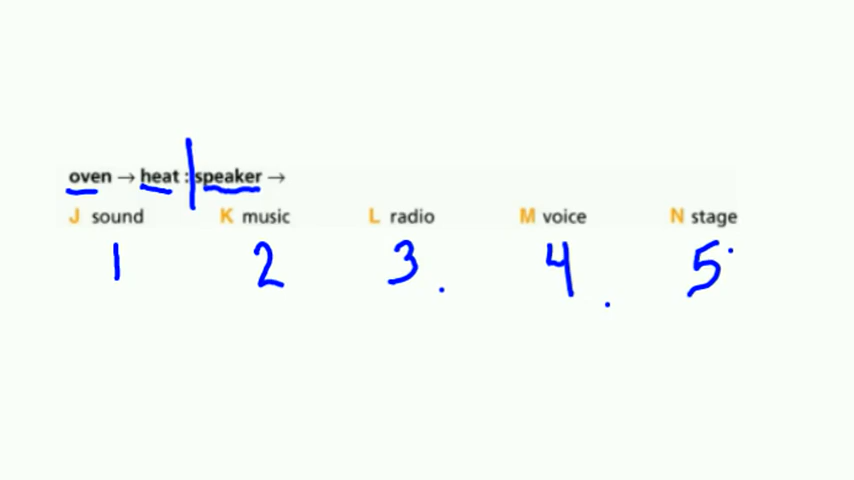 oven → heat : speaker →
J sound K music L radio M voice N stage
1 2 3 4 5